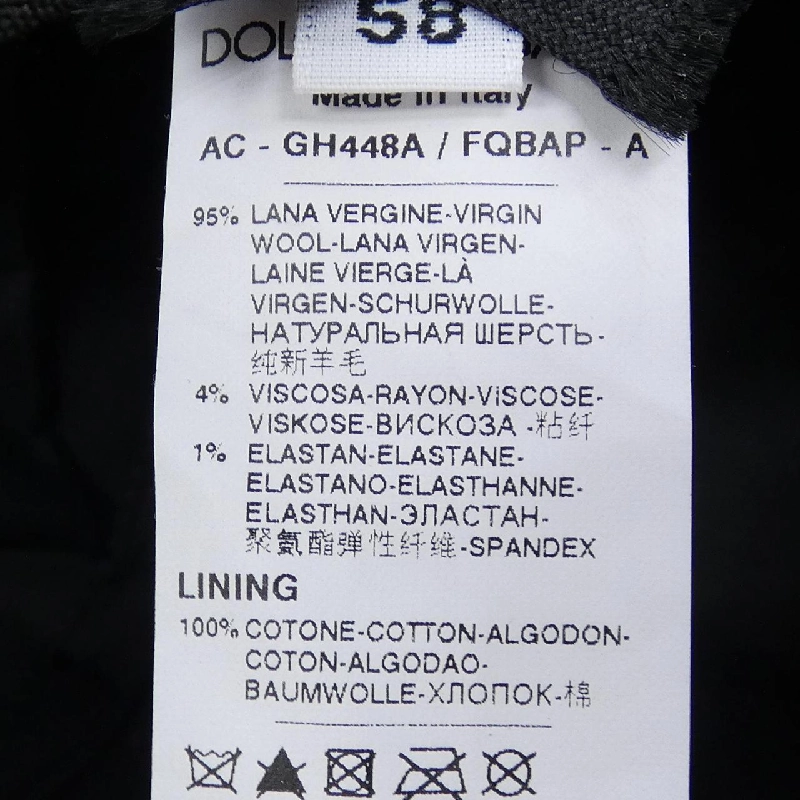 58
Made in Italy
AC - GH448A / FQBAP - A
95% LANA VERGINE-VIRGIN
WOOL-LANA VIRGEN-
LAINE VIERGE-LÀ
VIRGEN-SCHURWOLLE-
НАТУРАЛЬНАЯ ШЕРСТЬ-
纯新羊毛
4% VISCOSA-RAYON-VISCOSE-
VISKOSE-ВИСКОЗА -粘纤
1% ELASTAN-ELASTANE-
ELASTANO-ELASTHANNE-
ELASTHAN-ЭЛАСТАН-
聚氨酯弹性纤维-SPANDEX
LINING
100% COTONE-COTTON-ALGODON-
COTON-ALGODAO-
BAUMWOLLE-ХЛОПОК-棉